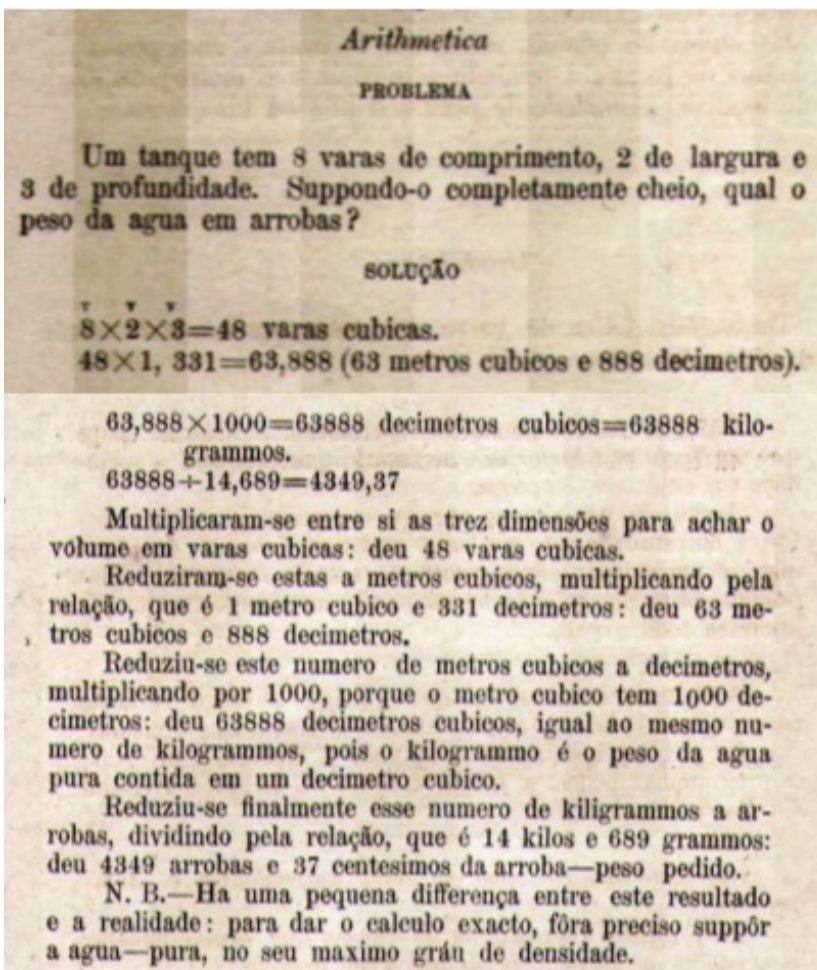 Arithmetica
PROBLEMA
Um tanque tem 8 varas de comprimento, 2 de largura e
3 de profundidade. Suppondo-o completamente cheio, qual o
peso da agua em arrobas?
SOLUÇÃO
v v v
8×2×3=48 varas cubicas.
48×1, 331=63,888 (63 metros cubicos e 888 decimetros).
63,888×1000=63888 decimetros cubicos=63888 kilo-
grammos.
63888÷14,689=4349,37
Multiplicaram-se entre si as trez dimensões para achar o
volume em varas cubicas: deu 48 varas cubicas.
Reduziram-se estas a metros cubicos, multiplicando pela
relação, que é 1 metro cubico e 331 decimetros: deu 63 me-
tros cubicos e 888 decimetros.
Reduziu-se este numero de metros cubicos a decimetros,
multiplicando por 1000, porque o metro cubico tem 1000 de-
cimetros: deu 63888 decimetros cubicos, igual ao mesmo nu-
mero de kilogrammos, pois o kilogrammo é o peso da agua
pura contida em um decimetro cubico.
Reduziu-se finalmente esse numero de kiligrammos a ar-
robas, dividindo pela relação, que é 14 kilos e 689 grammos:
deu 4349 arrobas e 37 centesimos da arroba—peso pedido.
N. B.—Ha uma pequena differença entre este resultado
e a realidade: para dar o calculo exacto, fôra preciso suppôr
a agua—pura, no seu maximo gráu de densidade.